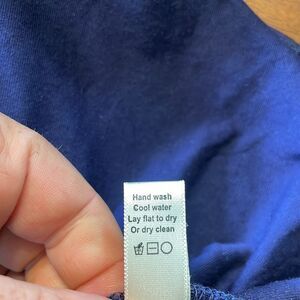 Hand wash
Cool water
Lay flat to dry
Or dry clean